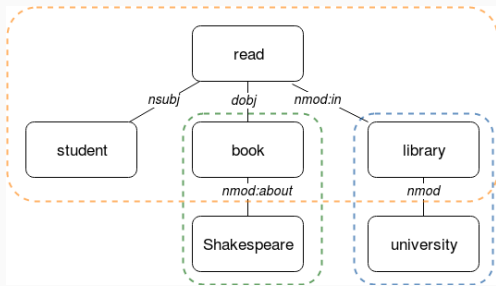 read
nsubj dobj nmod:in
student book library
nmod:about nmod
Shakespeare university